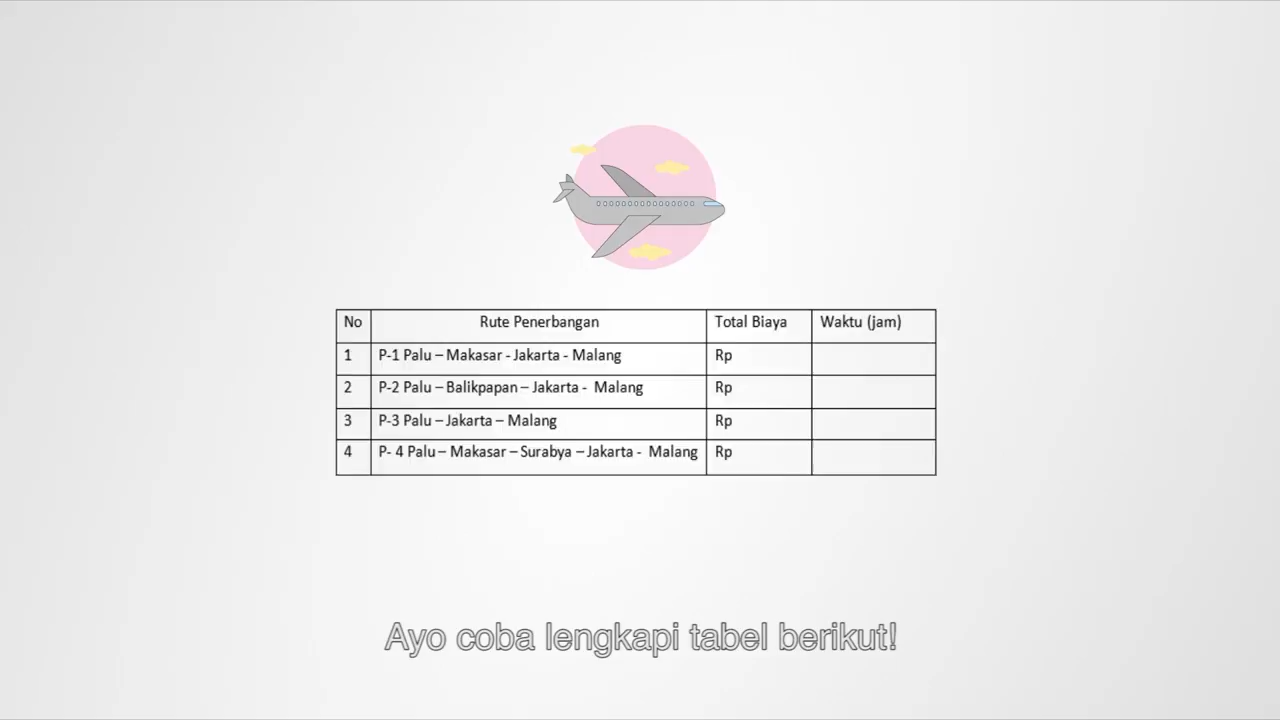 No Rute Penerbangan Total Biaya Waktu (jam)
1 P-1 Palu – Makasar - Jakarta - Malang Rp
2 P-2 Palu – Balikpapan – Jakarta - Malang Rp
3 P-3 Palu – Jakarta – Malang Rp
4 P- 4 Palu – Makasar – Surabya – Jakarta - Malang Rp
Ayo coba lengkapi tabel berikut!